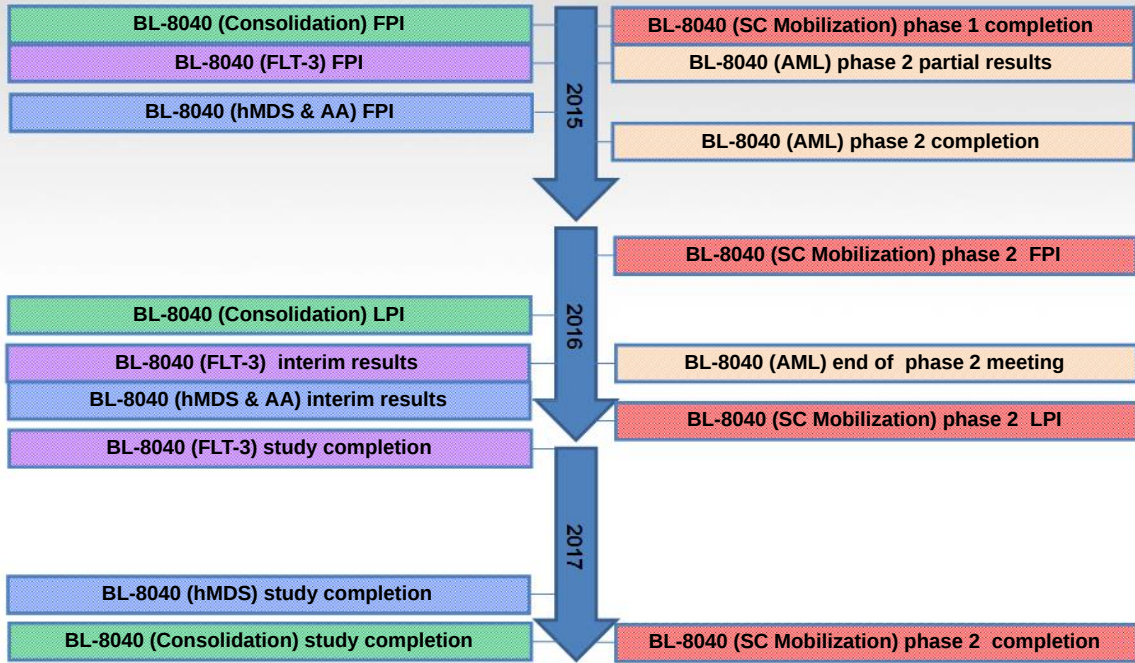 BL-8040 (Consolidation) FPI
BL-8040 (SC Mobilization) phase 1 completion
BL-8040 (FLT-3) FPI
BL-8040 (AML) phase 2 partial results
2015
BL-8040 (hMDS & AA) FPI
BL-8040 (AML) phase 2 completion
BL-8040 (SC Mobilization) phase 2 FPI
2016
BL-8040 (Consolidation) LPI
BL-8040 (FLT-3) interim results
BL-8040 (AML) end of phase 2 meeting
BL-8040 (hMDS & AA) interim results
BL-8040 (SC Mobilization) phase 2 LPI
BL-8040 (FLT-3) study completion
2017
BL-8040 (hMDS) study completion
BL-8040 (Consolidation) study completion
BL-8040 (SC Mobilization) phase 2 completion